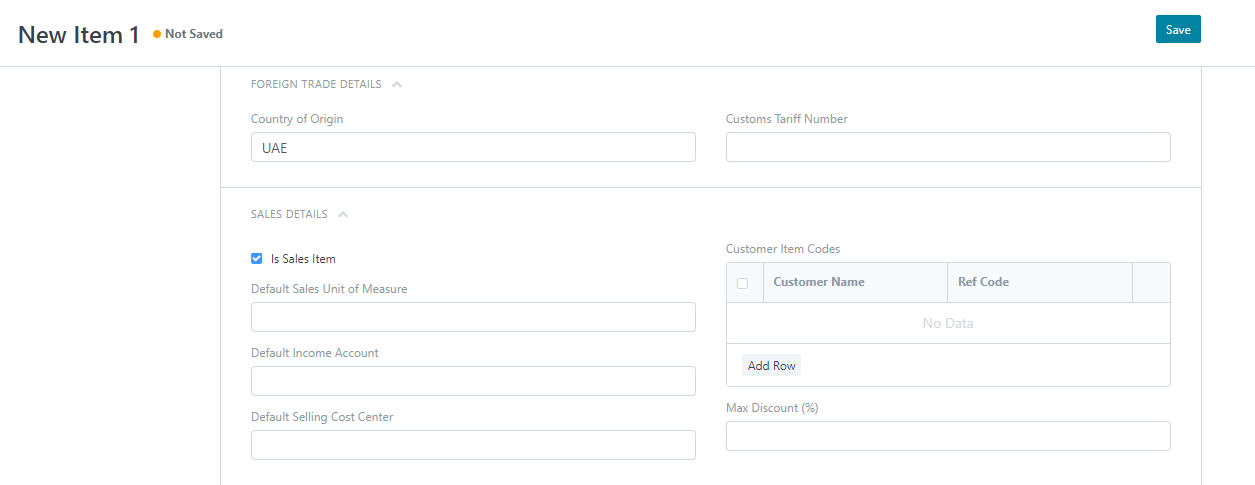 New Item 1
Not Saved
Save
FOREIGN TRADE DETAILS
Country of Origin
UAE
Customs Tariff Number
SALES DETAILS
Is Sales Item
Default Sales Unit of Measure
Default Income Account
Default Selling Cost Center
Customer Item Codes
Customer Name
Ref Code
No Data
Add Row
Max Discount (%)